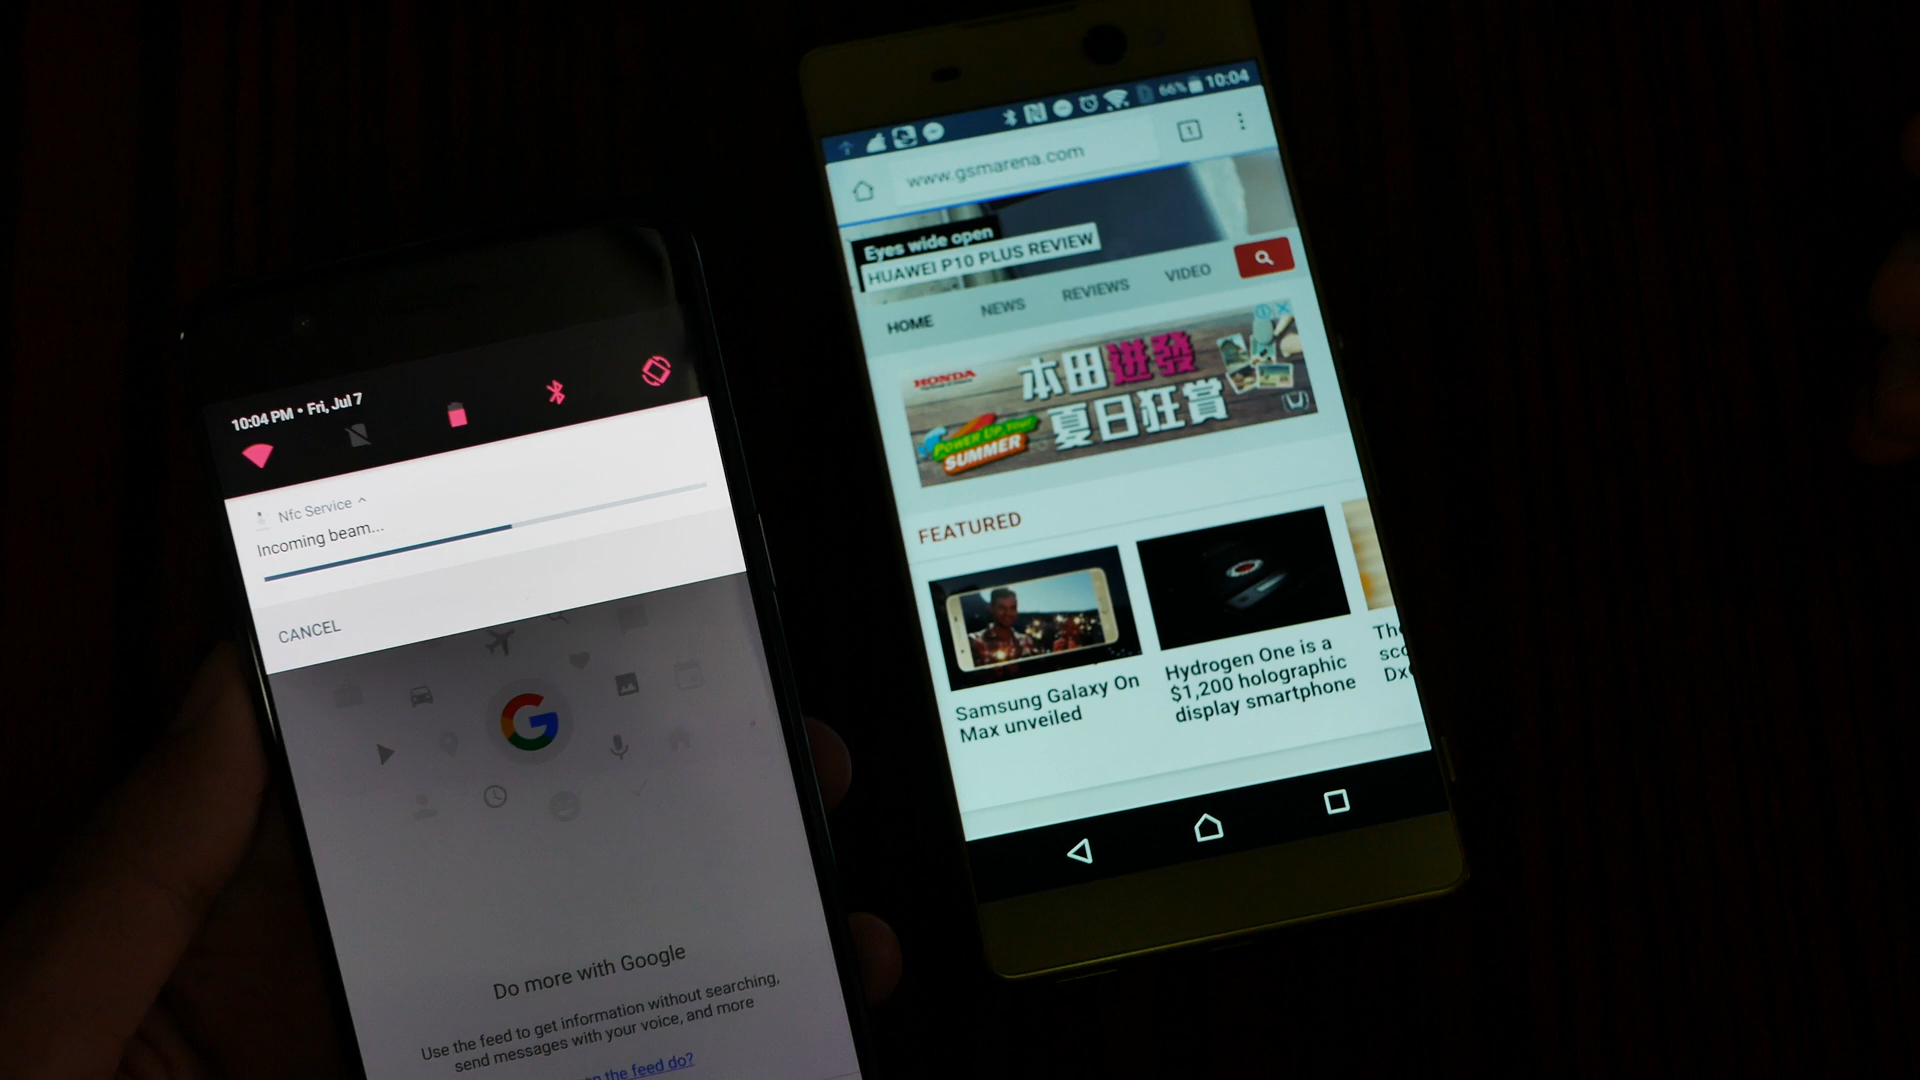 10:04 PM • Fri, Jul 7
Nfc Service
Incoming beam...
CANCEL
Do more with Google
Use the feed to get information without searching,
send messages with your voice, and more
the feed do?
66% 10:04
1
www.gsmarena.com
Eyes wide open
HUAWEI P10 PLUS REVIEW
HOME NEWS REVIEWS VIDEO
HONDA
本田迸發
夏日狂賞
POWER UP Your
SUMMER
FEATURED
Samsung Galaxy On
Max unveiled
Hydrogen One is a
$1,200 holographic
display smartphone